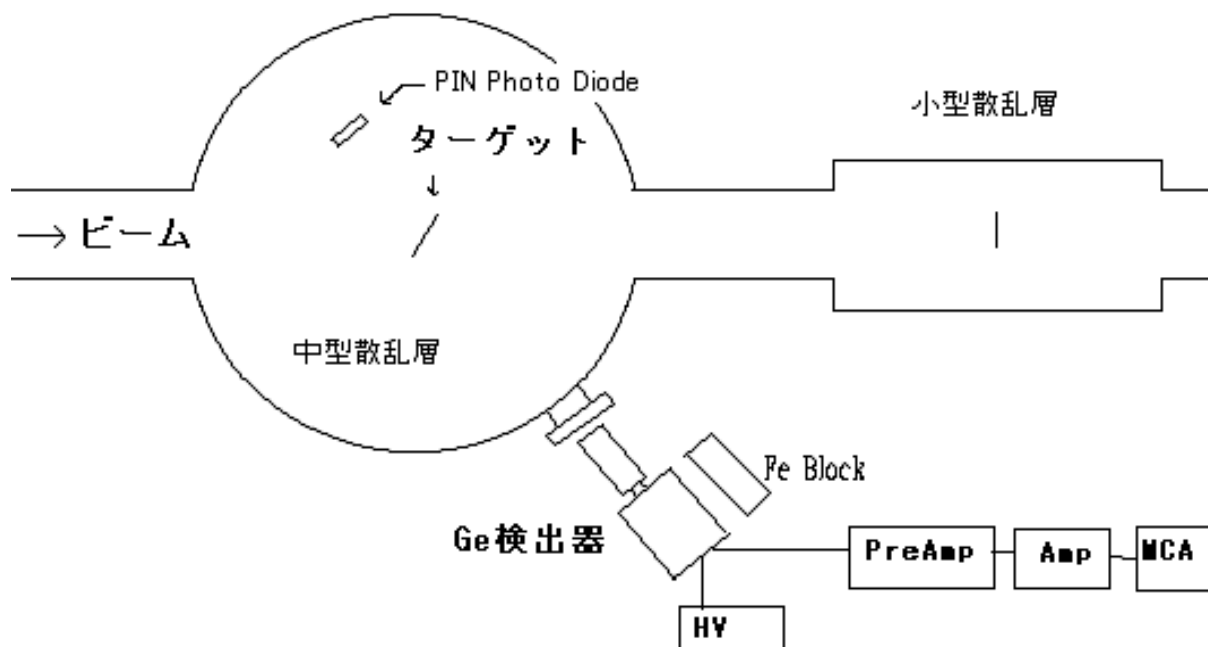 PIN Photo Diode
小型散乱層
ターゲット
→ ビーム
中型散乱層
Fe Block
Ge検出器
PreAmp
Amp
MCA
HV